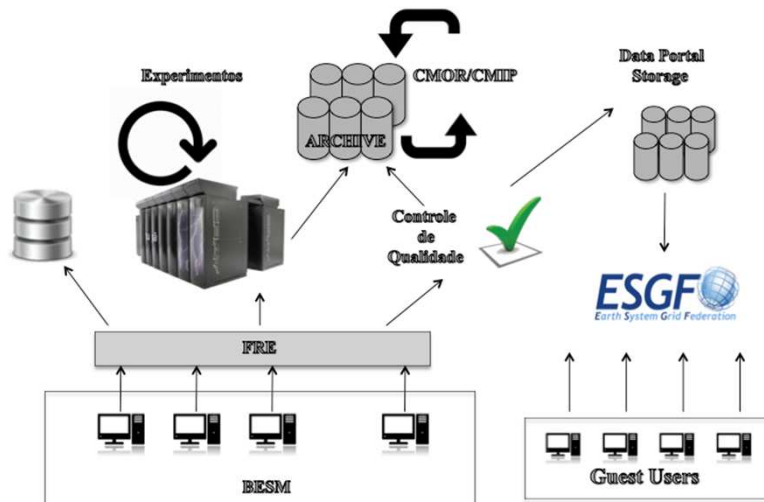 Experimentos
CMOR/CMIP
ARCHIVE
Data Portal
Storage
Controle
de
Qualidade
ESGF
Earth System Grid Federation
FRE
BESM
Guest Users